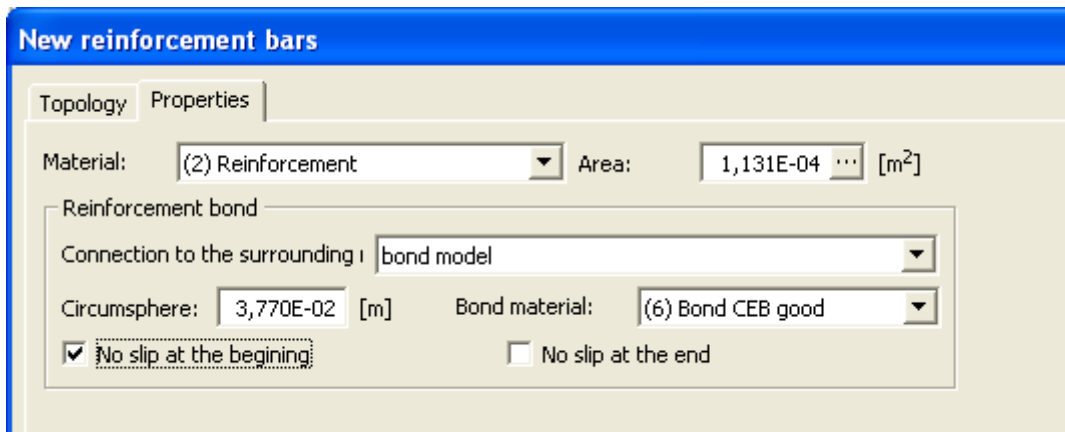 New reinforcement bars
Topology Properties
Material: (2) Reinforcement Area: 1,131E-04 ... [m²]
Reinforcement bond
Connection to the surrounding bond model
Circumsphere: 3,770E-02 [m] Bond material: (6) Bond CEB good
No slip at the begining No slip at the end